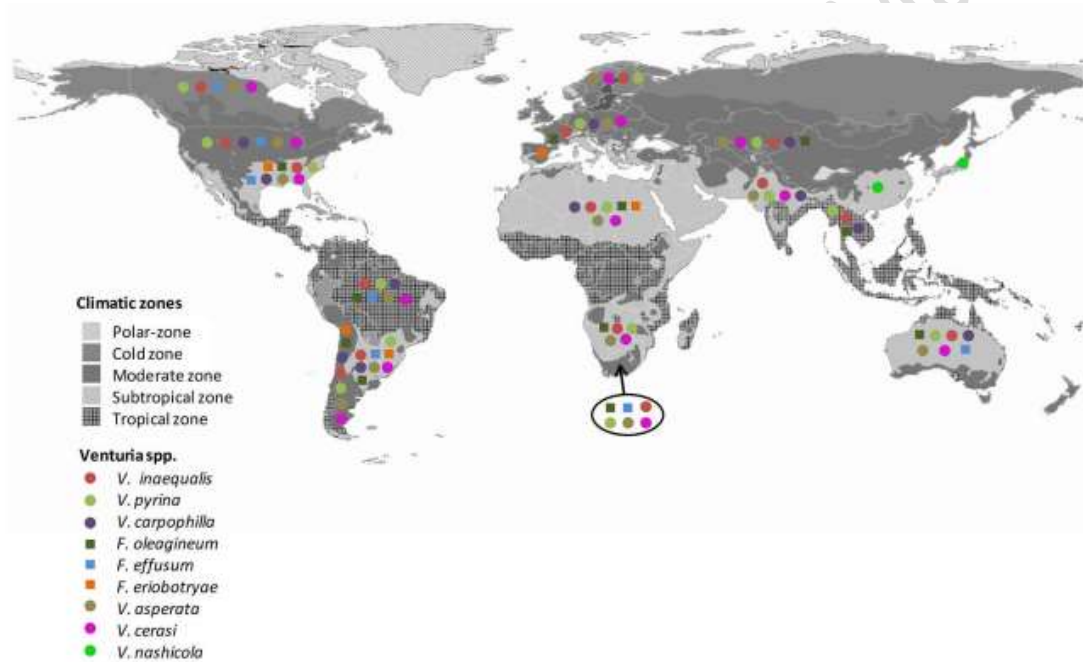 Climatic zones
Polar-zone
Cold zone
Moderate zone
Subtropical zone
Tropical zone
Venturia spp.
V. inaequalis
V. pyrina
V. carpophilla
F. oleagineum
F. effusum
F. eriobotryae
V. asperata
V. cerasi
V. nashicola